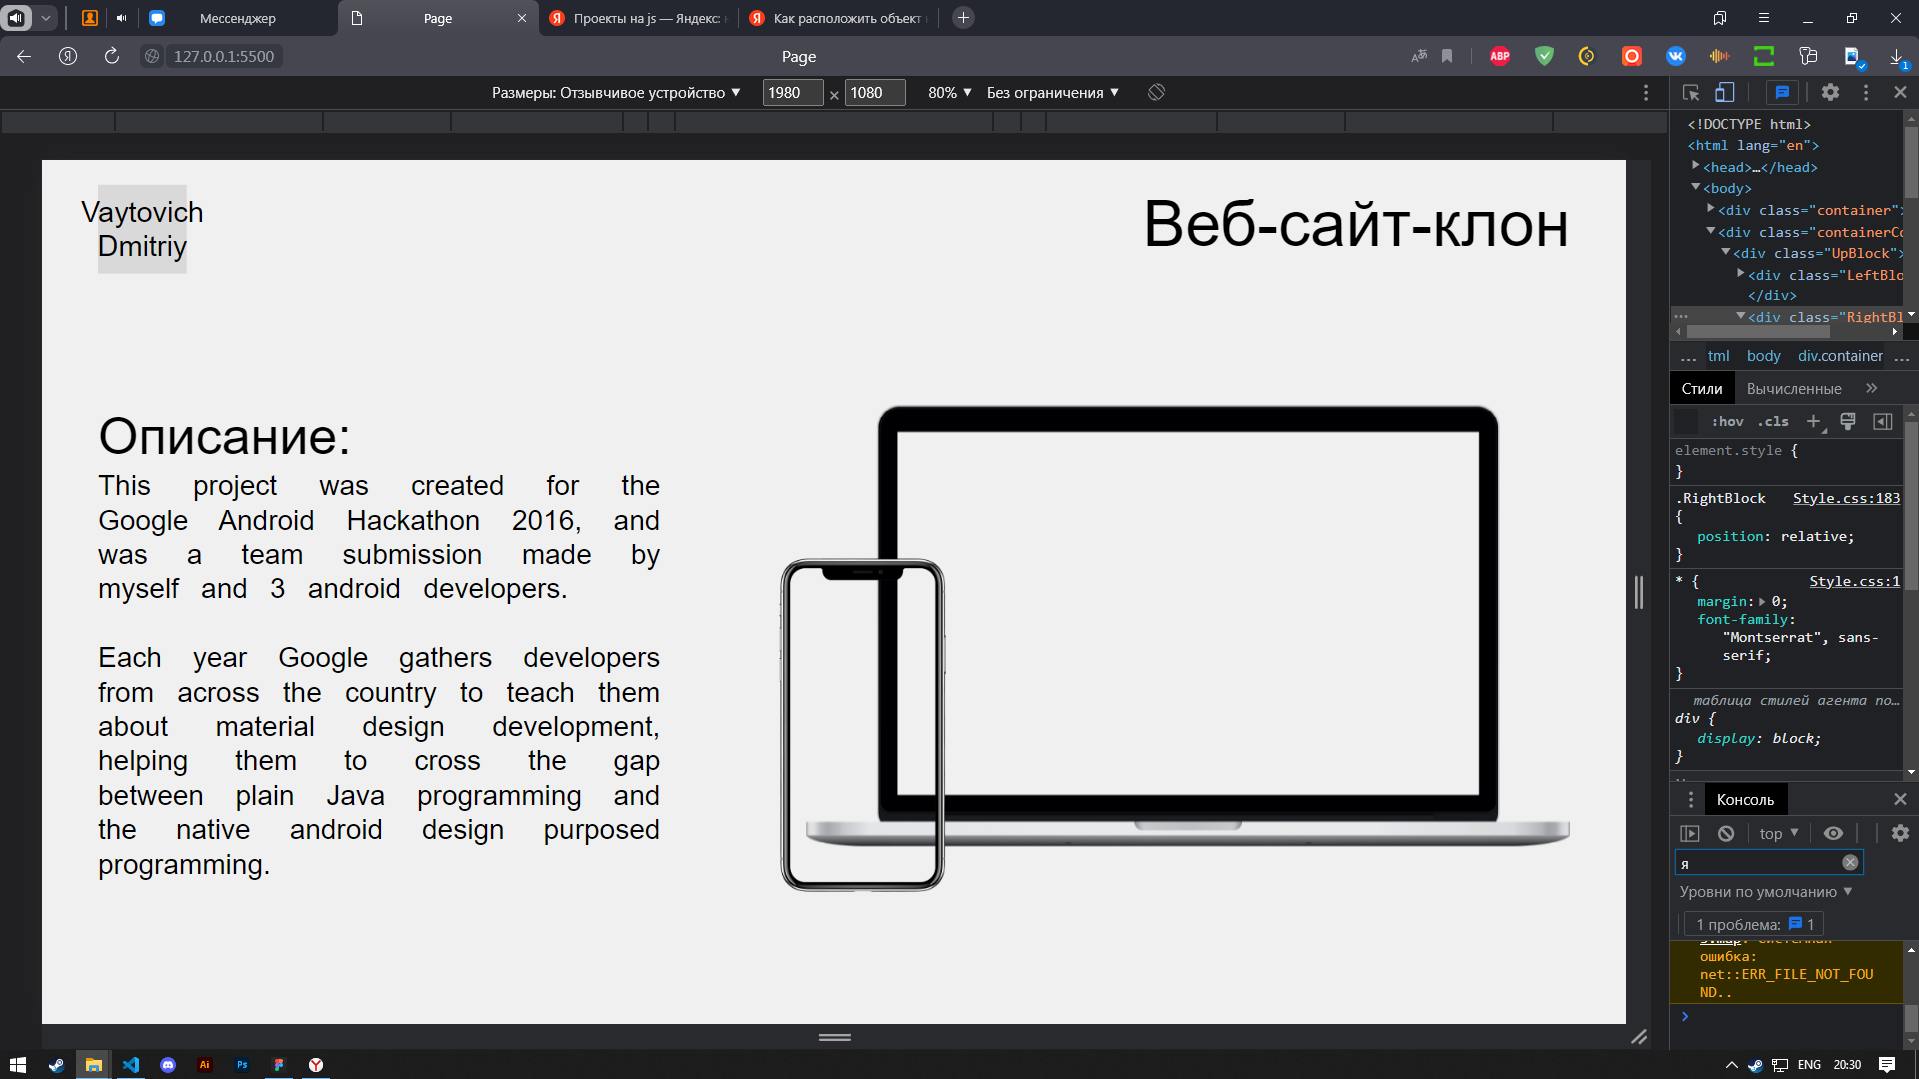 Мессенджер
Page
Проекты на js — Яндекс:
Как расположить объект
127.0.0.1:5500
Page
ABP
1
Размеры: Отзывчивое устройство
1980 × 1080
80%
Без ограничения
Vaytovich
Dmitriy
Веб-сайт-клон
Описание:
This project was created for the
Google Android Hackathon 2016, and
was a team submission made by
myself and 3 android developers.
Each year Google gathers developers
from across the country to teach them
about material design development,
helping them to cross the gap
between plain Java programming and
the native android design purposed
programming.
<!DOCTYPE html>
<html lang="en">
<head>…</head>
<body>
<div class="container">
<div class="containerCo
<div class="UpBlock">
<div class="LeftBlo
</div>
<div class="RightBl
… tml body div.container …
Стили Вычисленные »
:hov .cls +
element.style {
}
.RightBlock Style.css:183
{
position: relative;
}
* { Style.css:1
margin: 0;
font-family:
"Montserrat", sans-
serif;
}
таблица стилей агента по…
div {
display: block;
}
Консоль
top
я
Уровни по умолчанию
1 проблема: 1
s.map: Системная
ошибка:
net::ERR_FILE_NOT_FOU
ND..
Ai
Ps
ENG 20:30